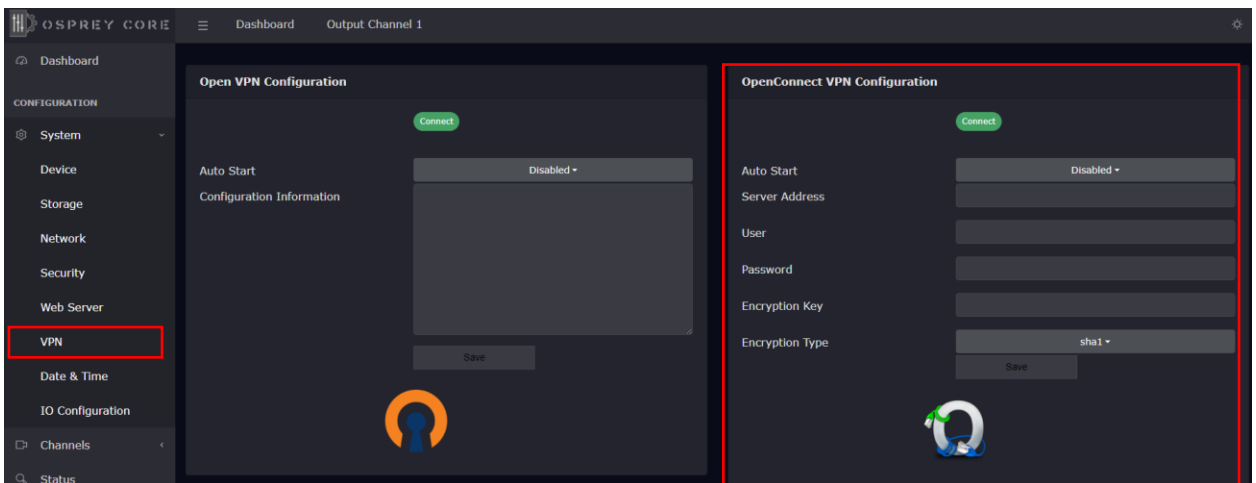 OSPREY CORE
Dashboard
Output Channel 1
Dashboard
CONFIGURATION
System
Device
Storage
Network
Security
Web Server
VPN
Date & Time
IO Configuration
Channels
Status
Open VPN Configuration
Connect
Auto Start
Disabled
Configuration Information
Save
OpenConnect VPN Configuration
Connect
Auto Start
Disabled
Server Address
User
Password
Encryption Key
Encryption Type
sha1
Save